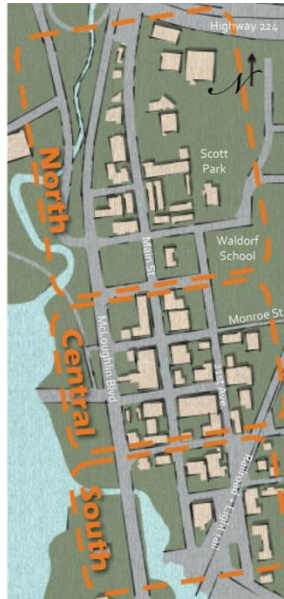 Highway 224
N
Scott
Park
North
Main St
Waldorf
School
McLoughlin Blvd
Monroe St
Central
21st Ave
Railroad + Light rail
South